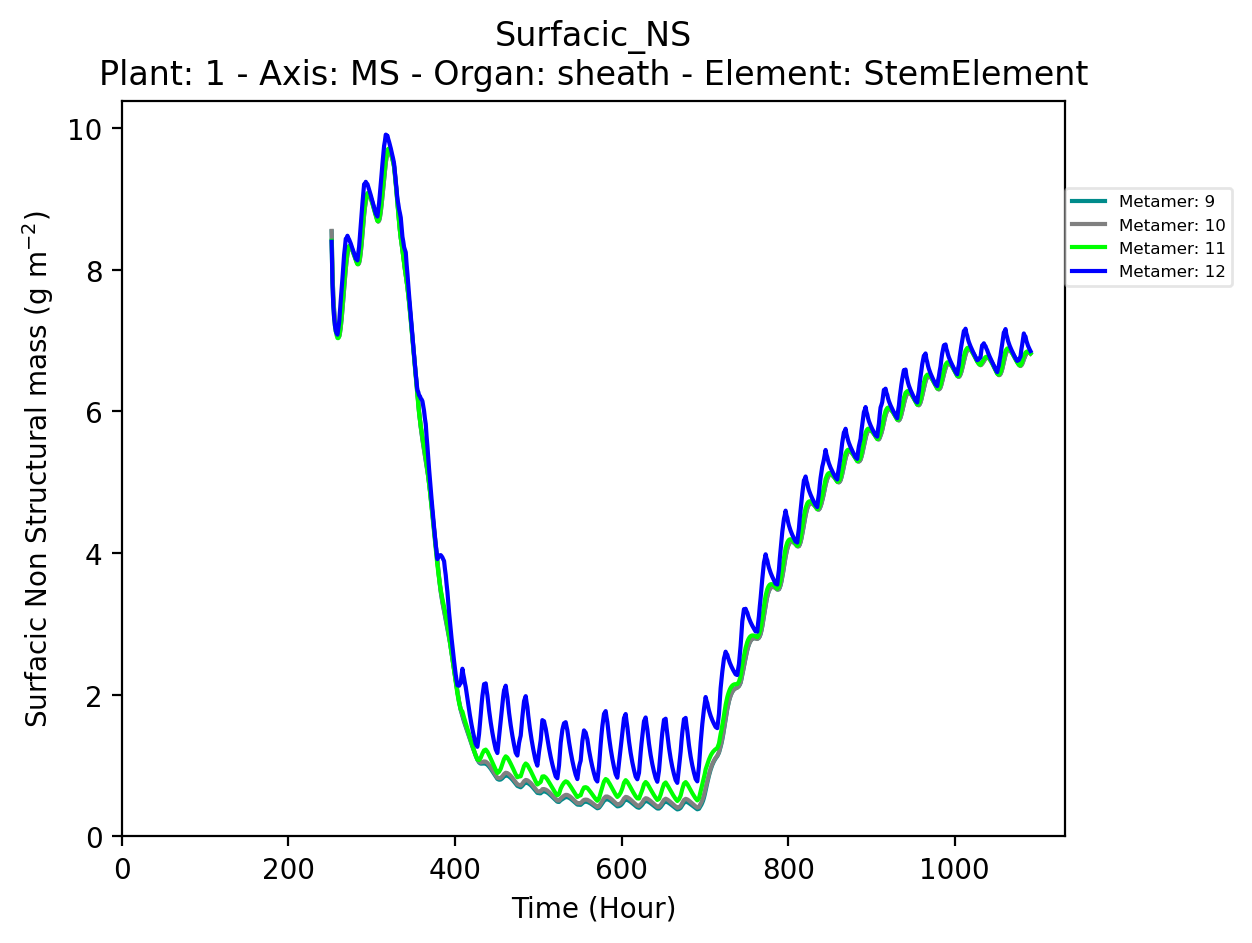 Surfacic_NS
Plant: 1 - Axis: MS - Organ: sheath - Element: StemElement
Surfacic Non Structural mass (g m⁻²)
10
8
6
4
2
0
0 200 400 600 800 1000
Time (Hour)
Metamer: 9
Metamer: 10
Metamer: 11
Metamer: 12